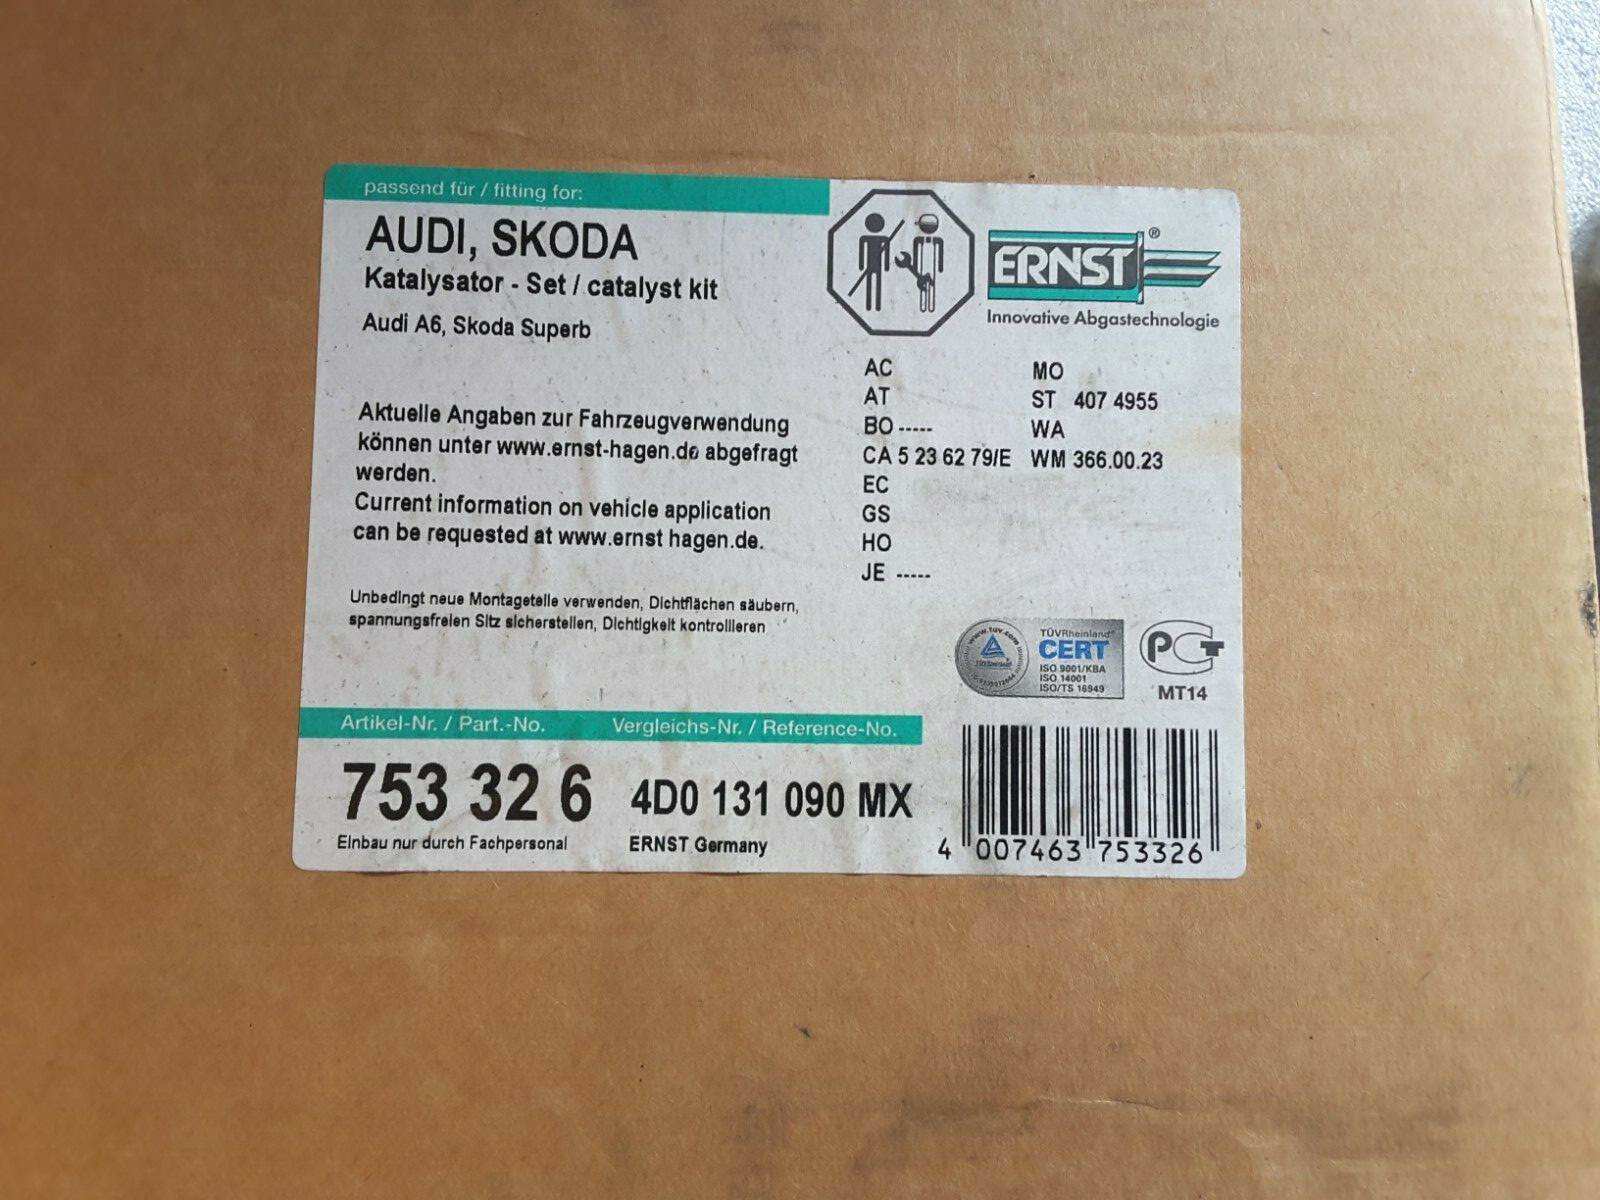 passend für / fitting for:
AUDI, SKODA
Katalysator - Set / catalyst kit
Audi A6, Skoda Superb
Aktuelle Angaben zur Fahrzeugverwendung
können unter www.ernst-hagen.de abgefragt
werden.
Current information on vehicle application
can be requested at www.ernst hagen.de.
Unbedingt neue Montageteile verwenden, Dichtflächen säubern,
spannungsfreien Sitz sicherstellen, Dichtigkeit kontrollieren
ERNST®
Innovative Abgastechnologie
AC MO
AT ST 407 4955
BO ----- WA
CA 5 23 62 79/E WM 366.00.23
EC
GS
HO
JE -----
www.tuv.com
TÜVRheinland®
CERT
ISO 9001/KBA
ISO 14001
ISO/TS 16949
РСТ
MT14
Artikel-Nr. / Part.-No. Vergleichs-Nr. / Reference-No.
753 32 6 4D0 131 090 MX
Einbau nur durch Fachpersonal ERNST Germany
4 007463 753326